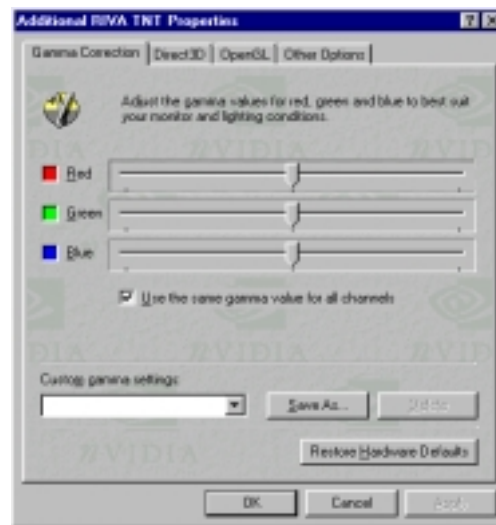 Additional RIVA TNT Properties
Gamma Correction
Direct3D
OpenGL
Other Options
Adjust the gamma values for red, green and blue to best suit
your monitor and lighting conditions.
Red
Green
Blue
Use the same gamma value for all channels
Custom gamma settings:
Save As...
Delete
Restore Hardware Defaults
OK
Cancel
Apply
NVIDIA